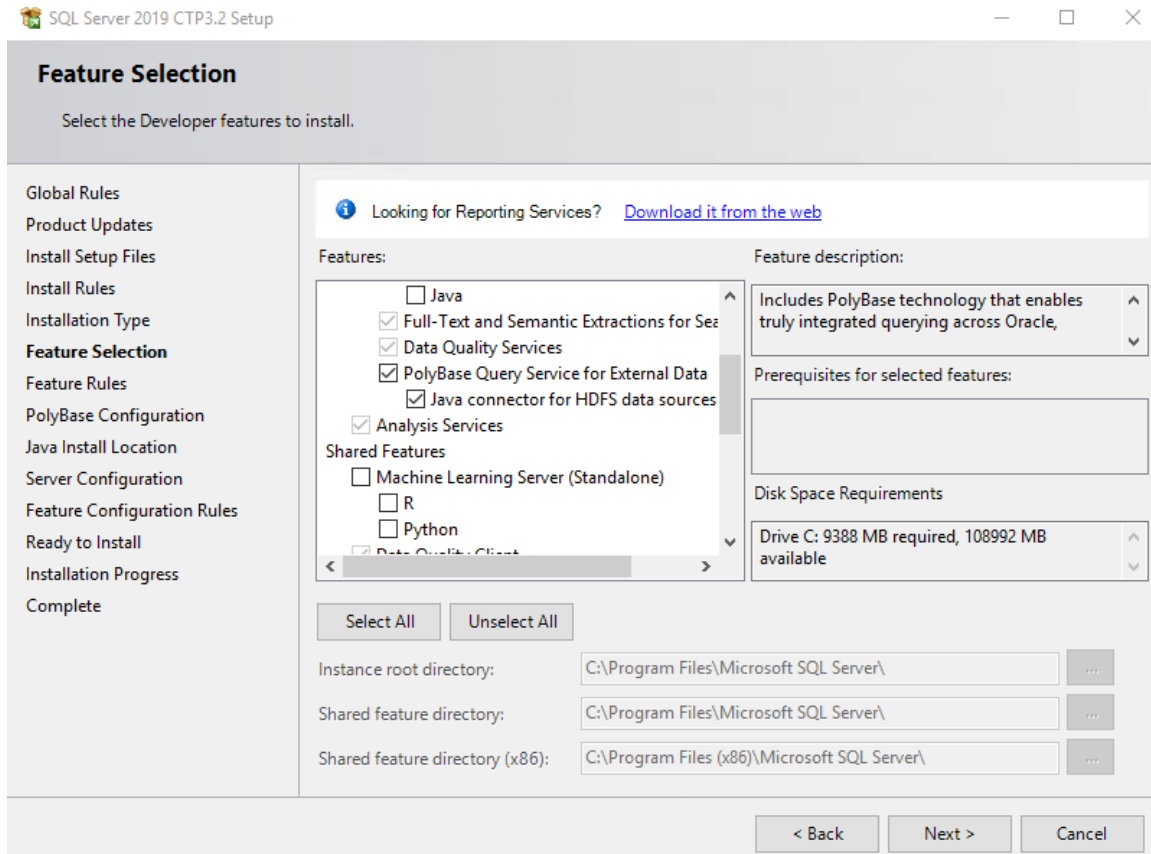 SQL Server 2019 CTP3.2 Setup
Feature Selection
Select the Developer features to install.
Global Rules
Product Updates
Install Setup Files
Install Rules
Installation Type
Feature Selection
Feature Rules
PolyBase Configuration
Java Install Location
Server Configuration
Feature Configuration Rules
Ready to Install
Installation Progress
Complete
Looking for Reporting Services? Download it from the web
Features:
Java
Full-Text and Semantic Extractions for Sea
Data Quality Services
PolyBase Query Service for External Data
Java connector for HDFS data sources
Analysis Services
Shared Features
Machine Learning Server (Standalone)
R
Python
Data Quality Client
Feature description:
Includes PolyBase technology that enables
truly integrated querying across Oracle,
Prerequisites for selected features:
Disk Space Requirements
Drive C: 9388 MB required, 108992 MB
available
Select All
Unselect All
Instance root directory:
C:\Program Files\Microsoft SQL Server\
...
Shared feature directory:
C:\Program Files\Microsoft SQL Server\
...
Shared feature directory (x86):
C:\Program Files (x86)\Microsoft SQL Server\
...
< Back
Next >
Cancel